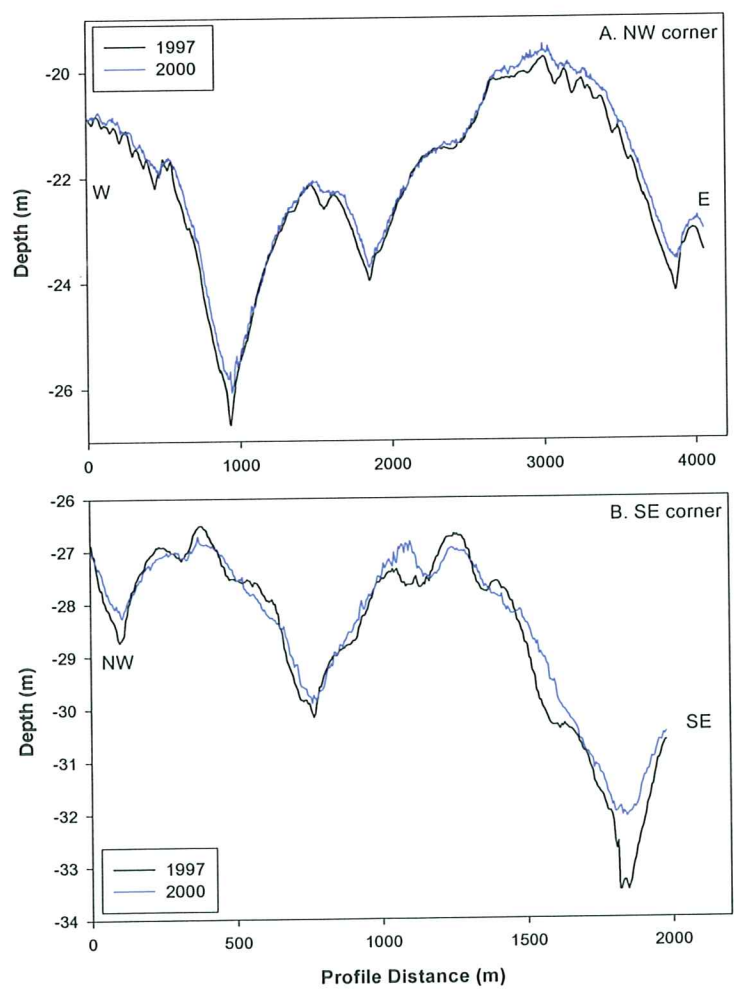 A. NW corner
1997
2000
-20
-22
-24
-26
Depth (m)
W
E
0 1000 2000 3000 4000
B. SE corner
-26
-27
-28
-29
-30
-31
-32
-33
-34
Depth (m)
NW
SE
1997
2000
0 500 1000 1500 2000
Profile Distance (m)